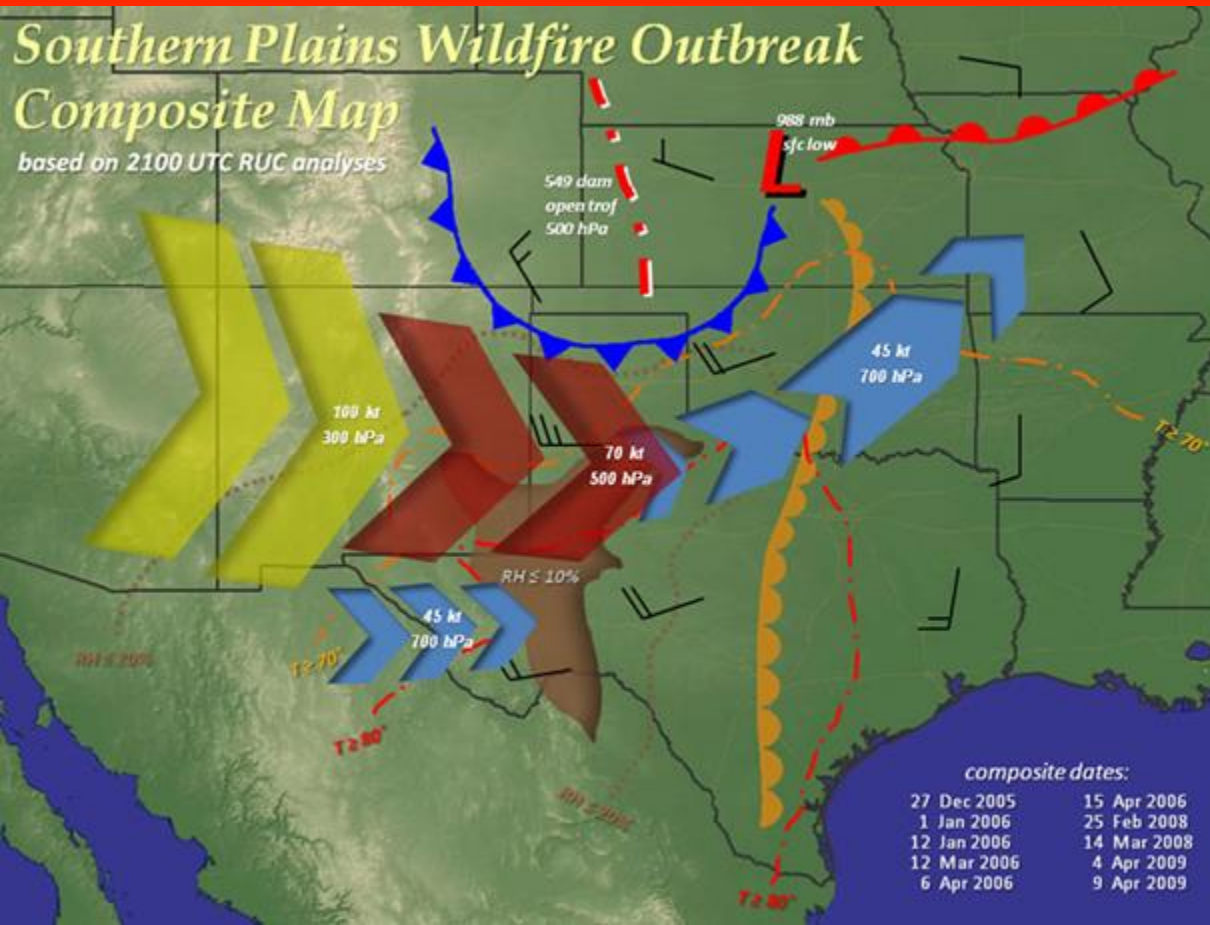 Southern Plains Wildfire Outbreak
Composite Map
based on 2100 UTC RUC analyses
988 mb
sfc low
L
549 dam
open trof
500 hPa
45 kt
700 hPa
100 kt
300 hPa
T ≥ 70°
70 kt
500 hPa
RH ≤ 10%
45 kt
700 hPa
RH ≤ 20%
T ≥ 70°
T ≥ 80°
RH ≤ 20%
composite dates:
27 Dec 2005 15 Apr 2006
1 Jan 2006 25 Feb 2008
12 Jan 2006 14 Mar 2008
12 Mar 2006 4 Apr 2009
6 Apr 2006 9 Apr 2009
T ≥ 80°